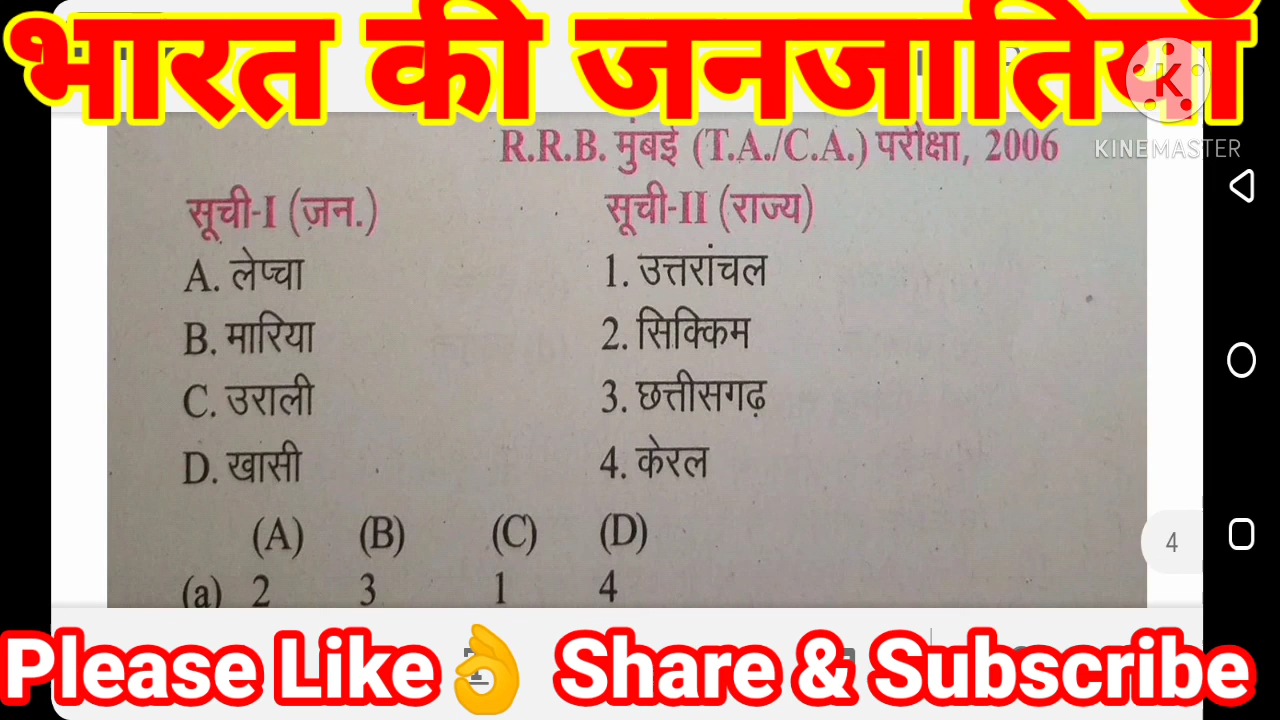 भारत की जनजातियाँ
K
KINEMASTER
R.R.B. मुंबई (T.A./C.A.) परीक्षा, 2006
सूची-I (ज़न.) सूची-II (राज्य)
A. लेप्चा 1. उत्तरांचल
B. मारिया 2. सिक्किम
C. उराली 3. छत्तीसगढ़
D. खासी 4. केरल
(A) (B) (C) (D)
(a) 2 3 1 4
4
Please Like👌 Share & Subscribe